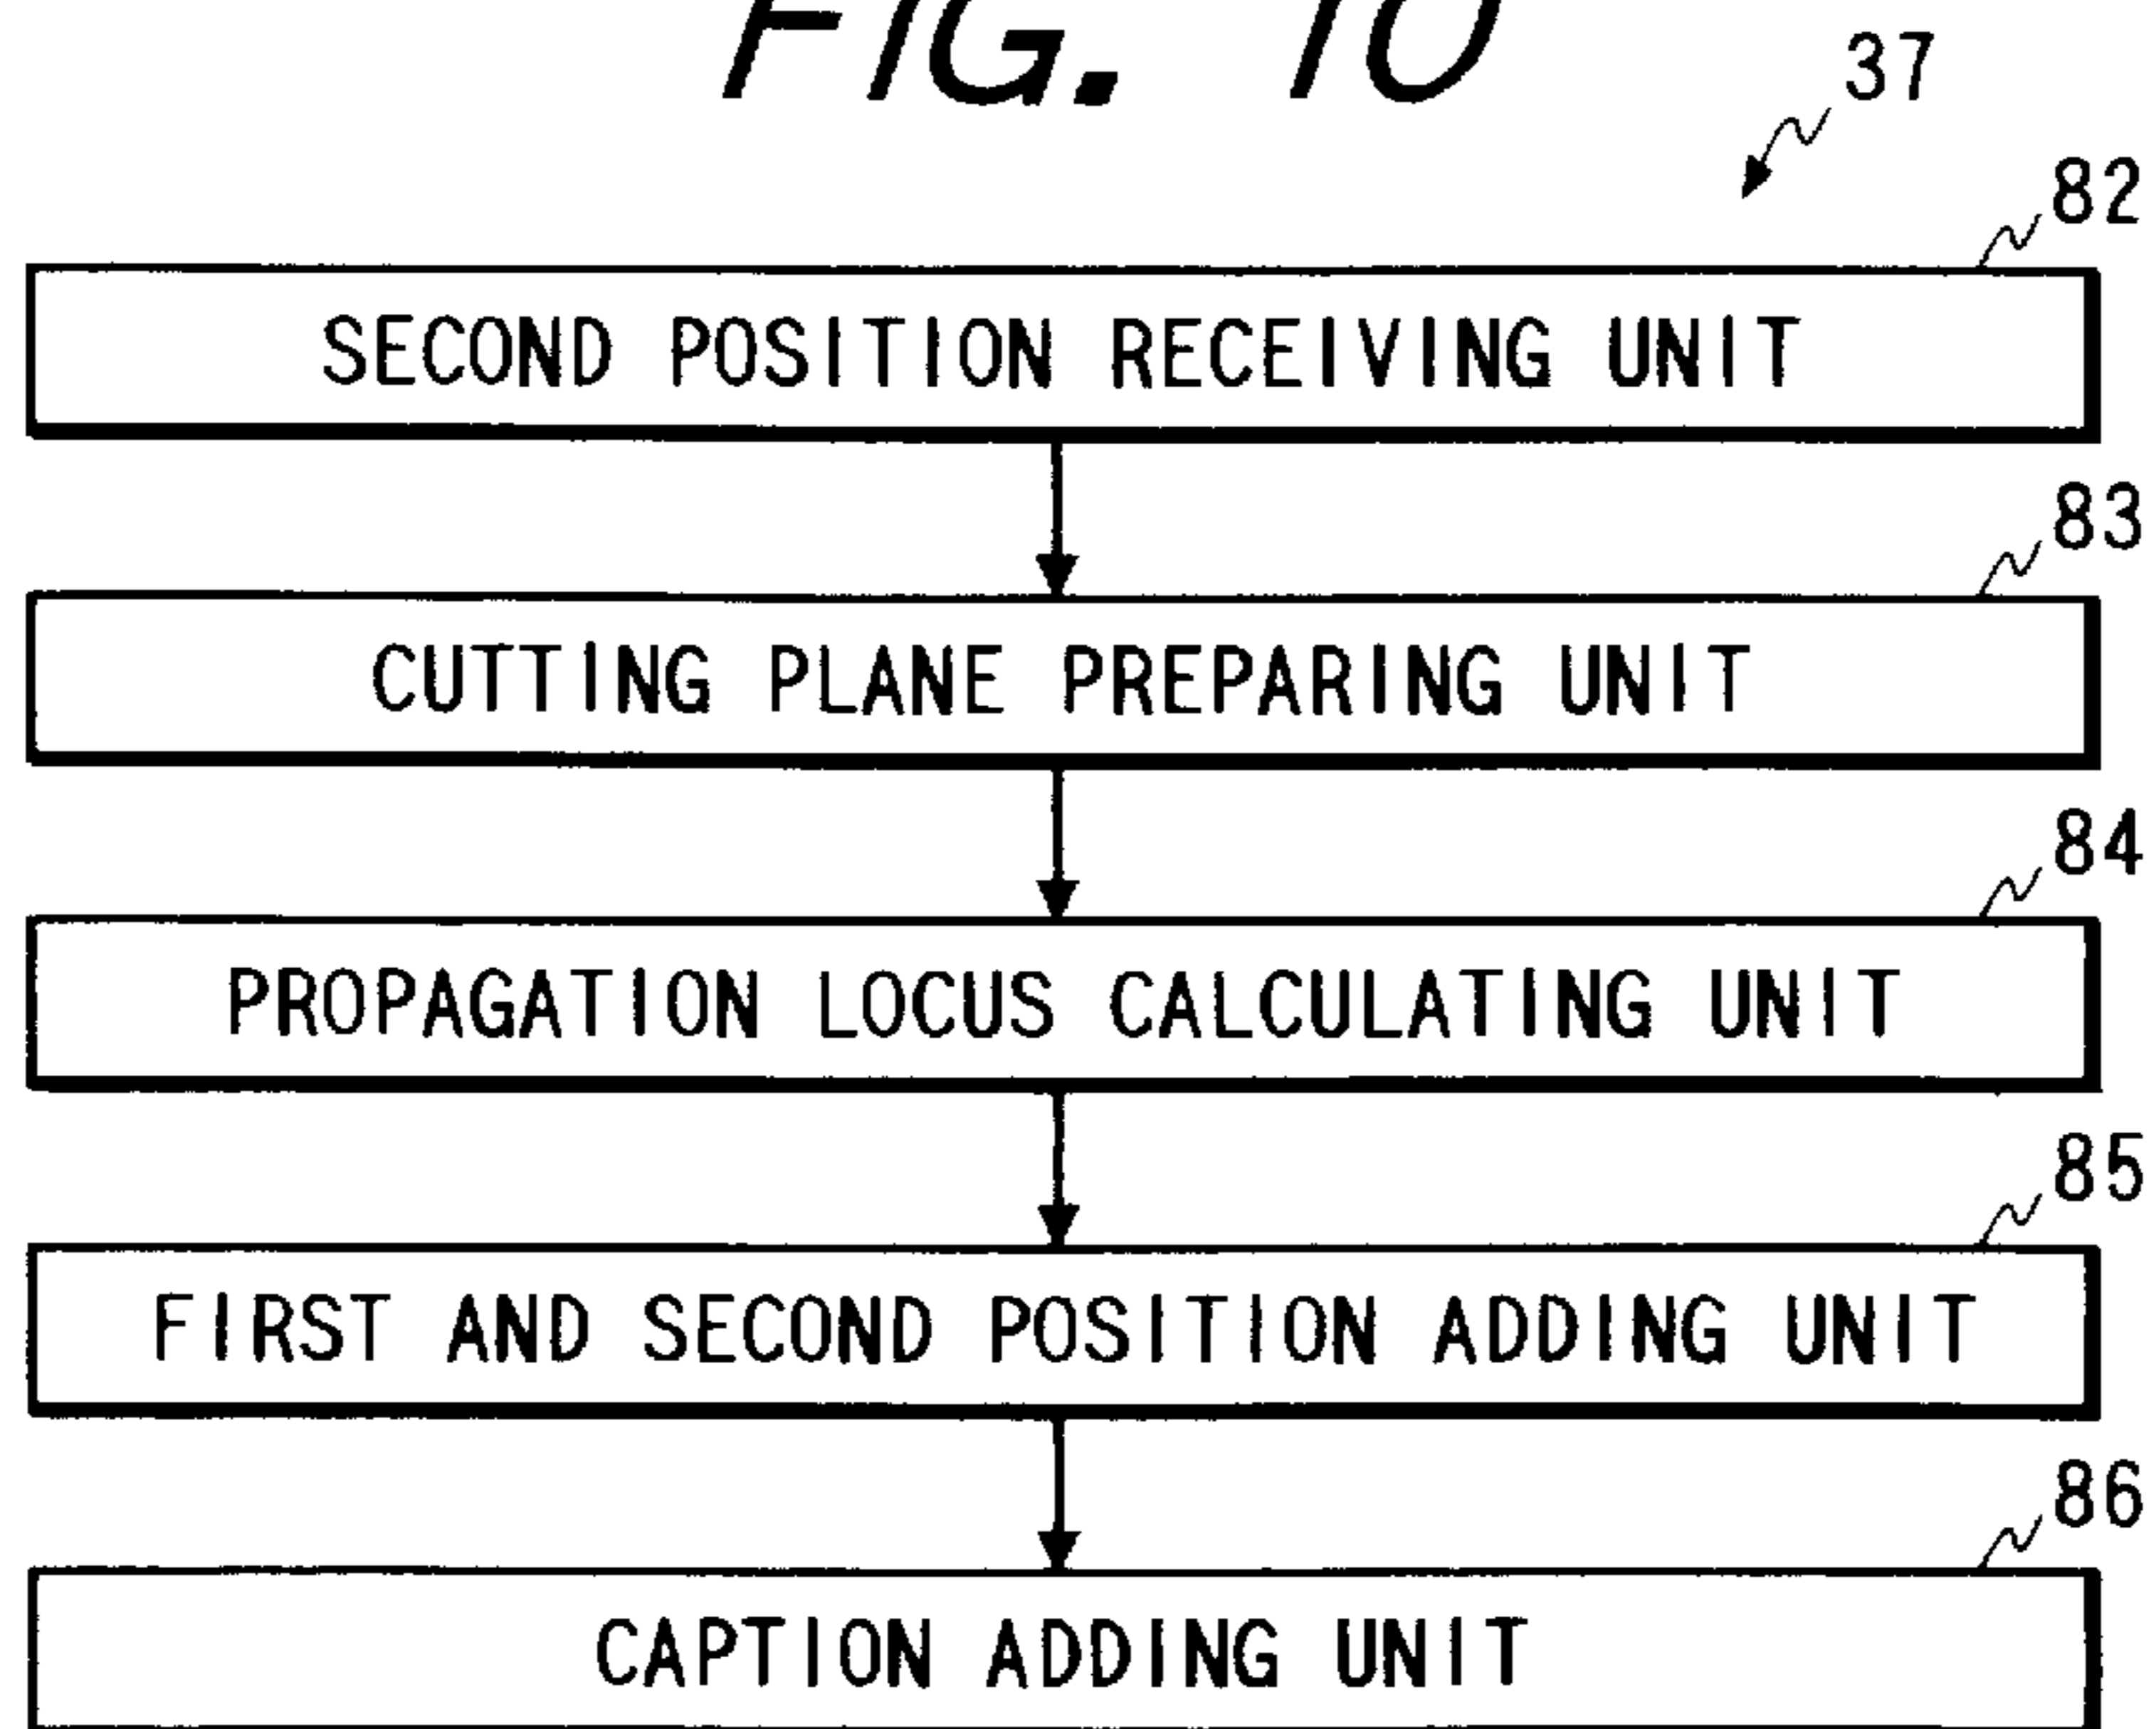 FIG. 10
37
82
SECOND POSITION RECEIVING UNIT
83
CUTTING PLANE PREPARING UNIT
84
PROPAGATION LOCUS CALCULATING UNIT
85
FIRST AND SECOND POSITION ADDING UNIT
86
CAPTION ADDING UNIT